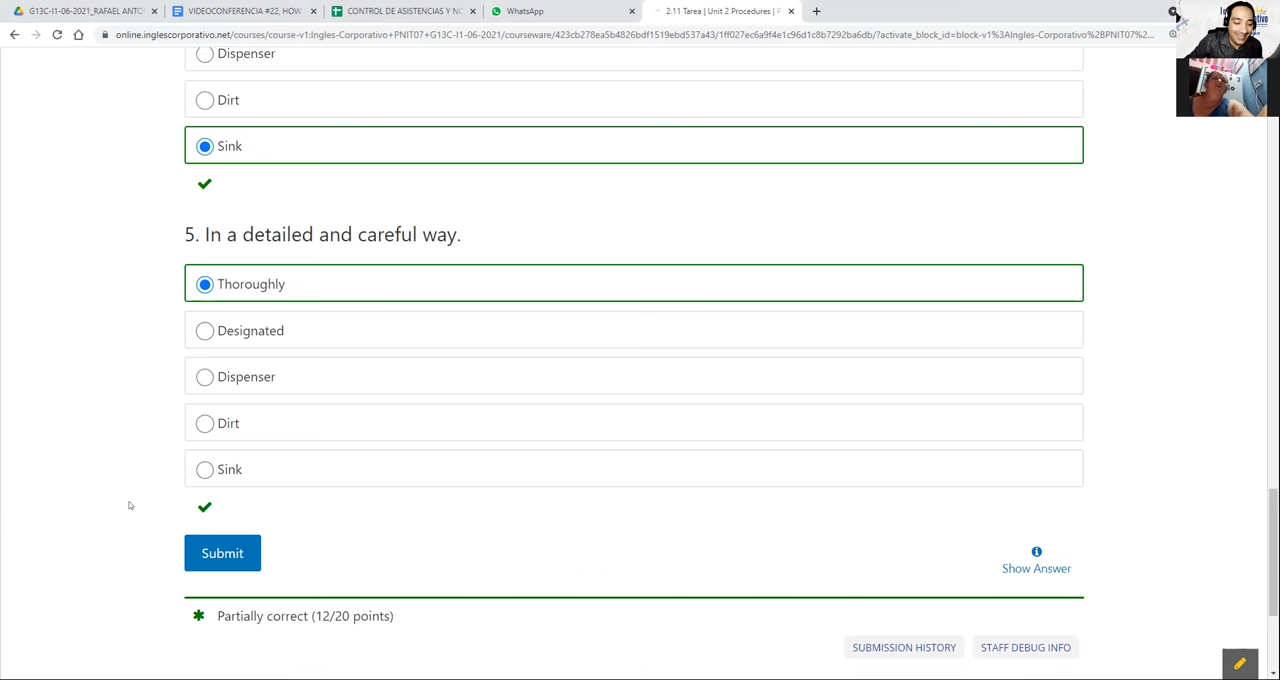 G13C-I1-06-2021_RAFAEL ANTO
VIDEOCONFERENCIA #22, HOW
CONTROL DE ASISTENCIAS Y NO
WhatsApp
2.11 Tarea | Unit 2 Procedures | P
online.inglescorporativo.net/courses/course-v1:Ingles-Corporativo+PNIT07+G13C-I1-06-2021/courseware/423cb278ea5b4826bdf1519ebd537a43/1ff027ec6a9f4e1c96d1c8b7292ba6db/?activate_block_id=block-v1%3AIngles-Corporativo%2BPNIT07%2...
Dispenser
Dirt
Sink
5. In a detailed and careful way.
Thoroughly
Designated
Dispenser
Dirt
Sink
Submit
Show Answer
Partially correct (12/20 points)
SUBMISSION HISTORY
STAFF DEBUG INFO